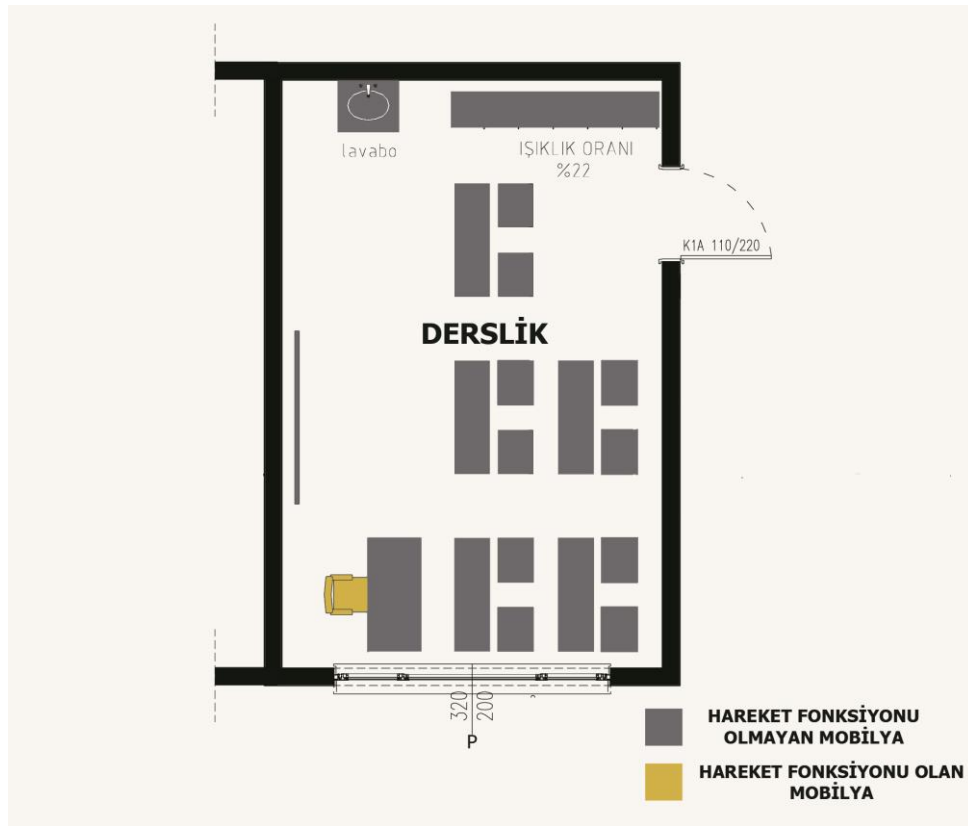 lavabo
IŞIKLIK ORANI
%22
K1A 110/220
DERSLİK
320
200
P
HAREKET FONKSİYONU
OLMAYAN MOBİLYA
HAREKET FONKSİYONU OLAN
MOBİLYA